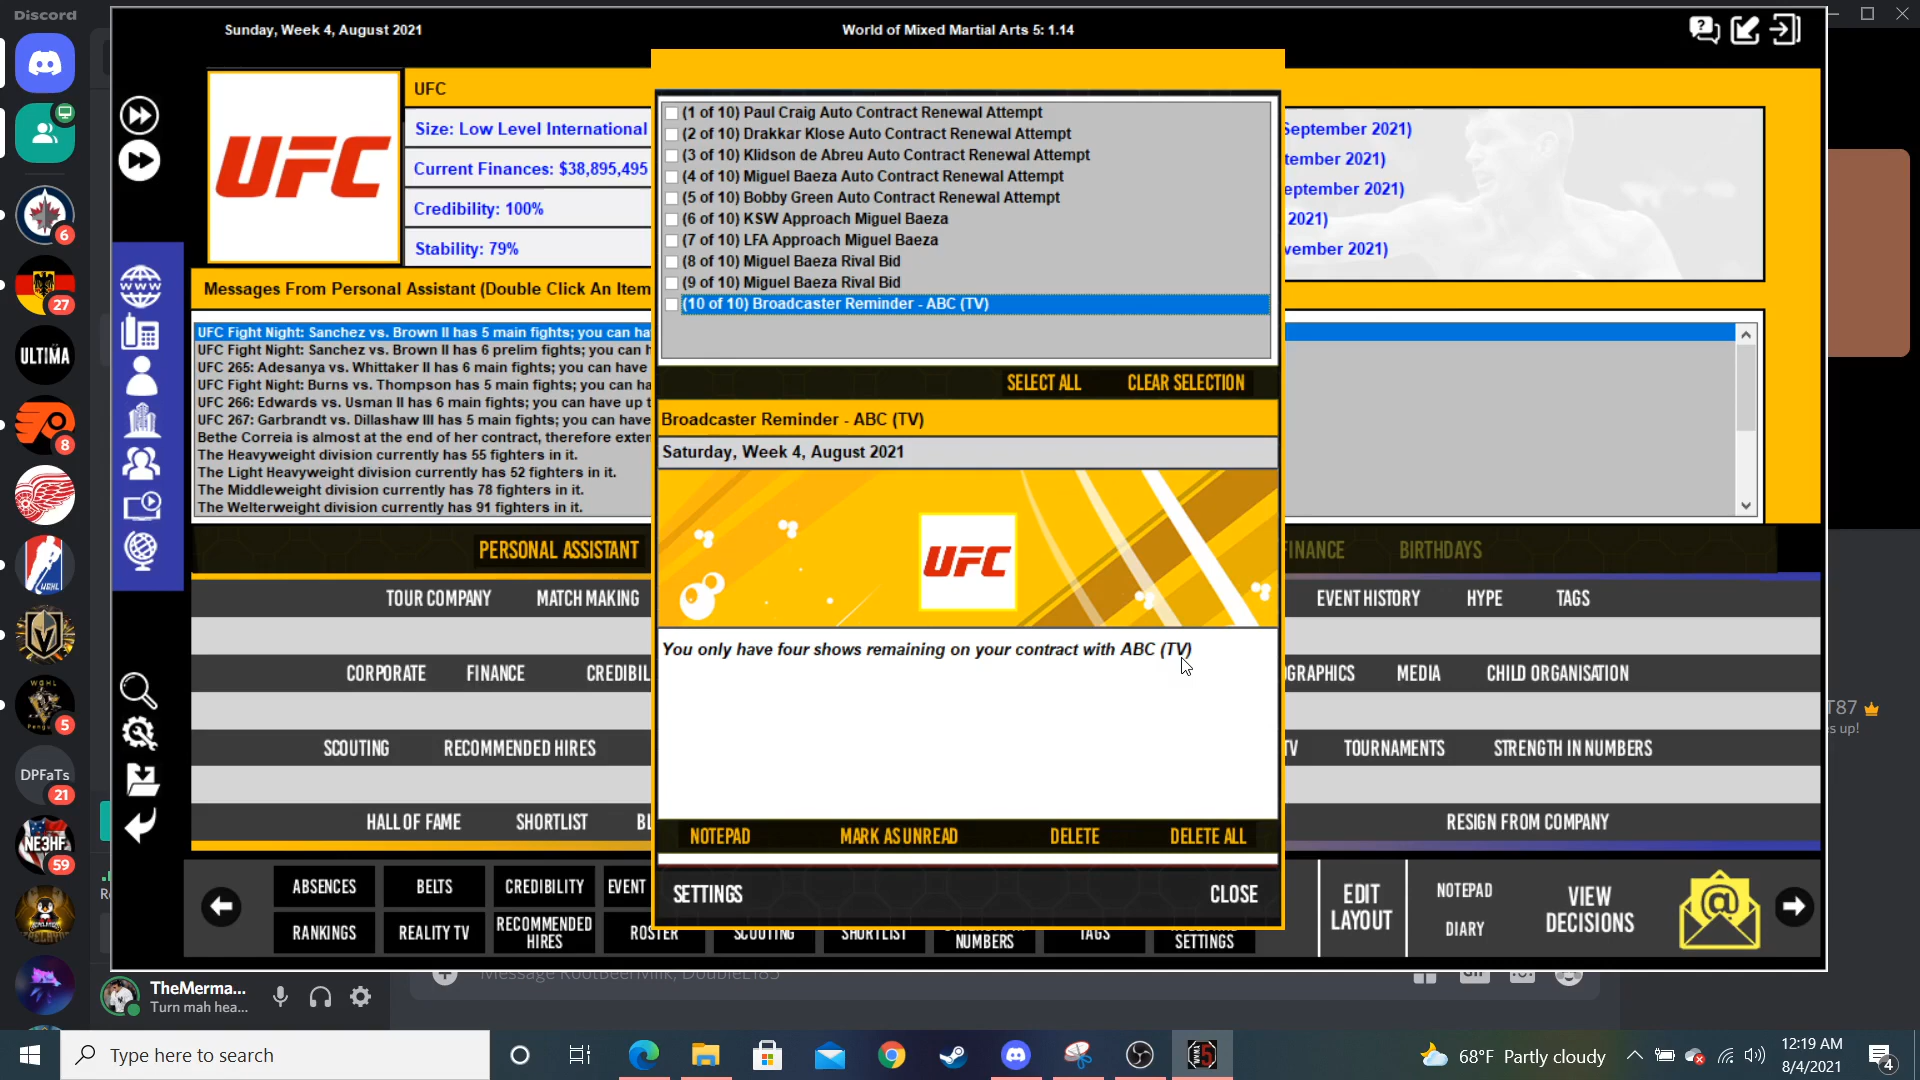 Discord
Sunday, Week 4, August 2021
World of Mixed Martial Arts 5: 1.14
UFC
UFC
Size: Low Level International
Current Finances: $38,895,495
Credibility: 100%
Stability: 79%
(1 of 10) Paul Craig Auto Contract Renewal Attempt
(2 of 10) Drakkar Klose Auto Contract Renewal Attempt
(3 of 10) Klidson de Abreu Auto Contract Renewal Attempt
(4 of 10) Miguel Baeza Auto Contract Renewal Attempt
(5 of 10) Bobby Green Auto Contract Renewal Attempt
(6 of 10) KSW Approach Miguel Baeza
(7 of 10) LFA Approach Miguel Baeza
(8 of 10) Miguel Baeza Rival Bid
(9 of 10) Miguel Baeza Rival Bid
(10 of 10) Broadcaster Reminder - ABC (TV)
September 2021)
tember 2021)
eptember 2021)
2021)
vember 2021)
Messages From Personal Assistant (Double Click An Item
UFC Fight Night: Sanchez vs. Brown II has 5 main fights; you can ha
UFC Fight Night: Sanchez vs. Brown II has 6 prelim fights; you can h
UFC 265: Adesanya vs. Whittaker II has 6 main fights; you can have
UFC Fight Night: Burns vs. Thompson has 5 main fights; you can ha
UFC 266: Edwards vs. Usman II has 6 main fights; you can have up t
UFC 267: Garbrandt vs. Dillashaw III has 5 main fights; you can have
Bethe Correia is almost at the end of her contract, therefore exter
The Heavyweight division currently has 55 fighters in it.
The Light Heavyweight division currently has 52 fighters in it.
The Middleweight division currently has 78 fighters in it.
The Welterweight division currently has 91 fighters in it.
SELECT ALL CLEAR SELECTION
Broadcaster Reminder - ABC (TV)
Saturday, Week 4, August 2021
UFC
You only have four shows remaining on your contract with ABC (TV)
NOTEPAD MARK AS UNREAD DELETE DELETE ALL
SETTINGS CLOSE
PERSONAL ASSISTANT
FINANCE BIRTHDAYS
TOUR COMPANY MATCH MAKING
EVENT HISTORY HYPE TAGS
CORPORATE FINANCE CREDIBIL
GRAPHICS MEDIA CHILD ORGANISATION
SCOUTING RECOMMENDED HIRES
TV TOURNAMENTS STRENGTH IN NUMBERS
HALL OF FAME SHORTLIST BL
RESIGN FROM COMPANY
ABSENCES BELTS CREDIBILITY EVENT
RANKINGS REALITY TV RECOMMENDED HIRES ROSTER SCOUTING SHORTLIST NUMBERS TAGS SETTINGS
EDIT LAYOUT
NOTEPAD
DIARY
VIEW DECISIONS
WWW
6
27
ULTIMA
8
WGHL
5
DPFaTs
21
NE3HF
59
T87
s up!
TheMerma...
Turn mah hea...
Message RootBeerMilk, DoubleE185
Type here to search
68°F Partly cloudy
12:19 AM
8/4/2021
4